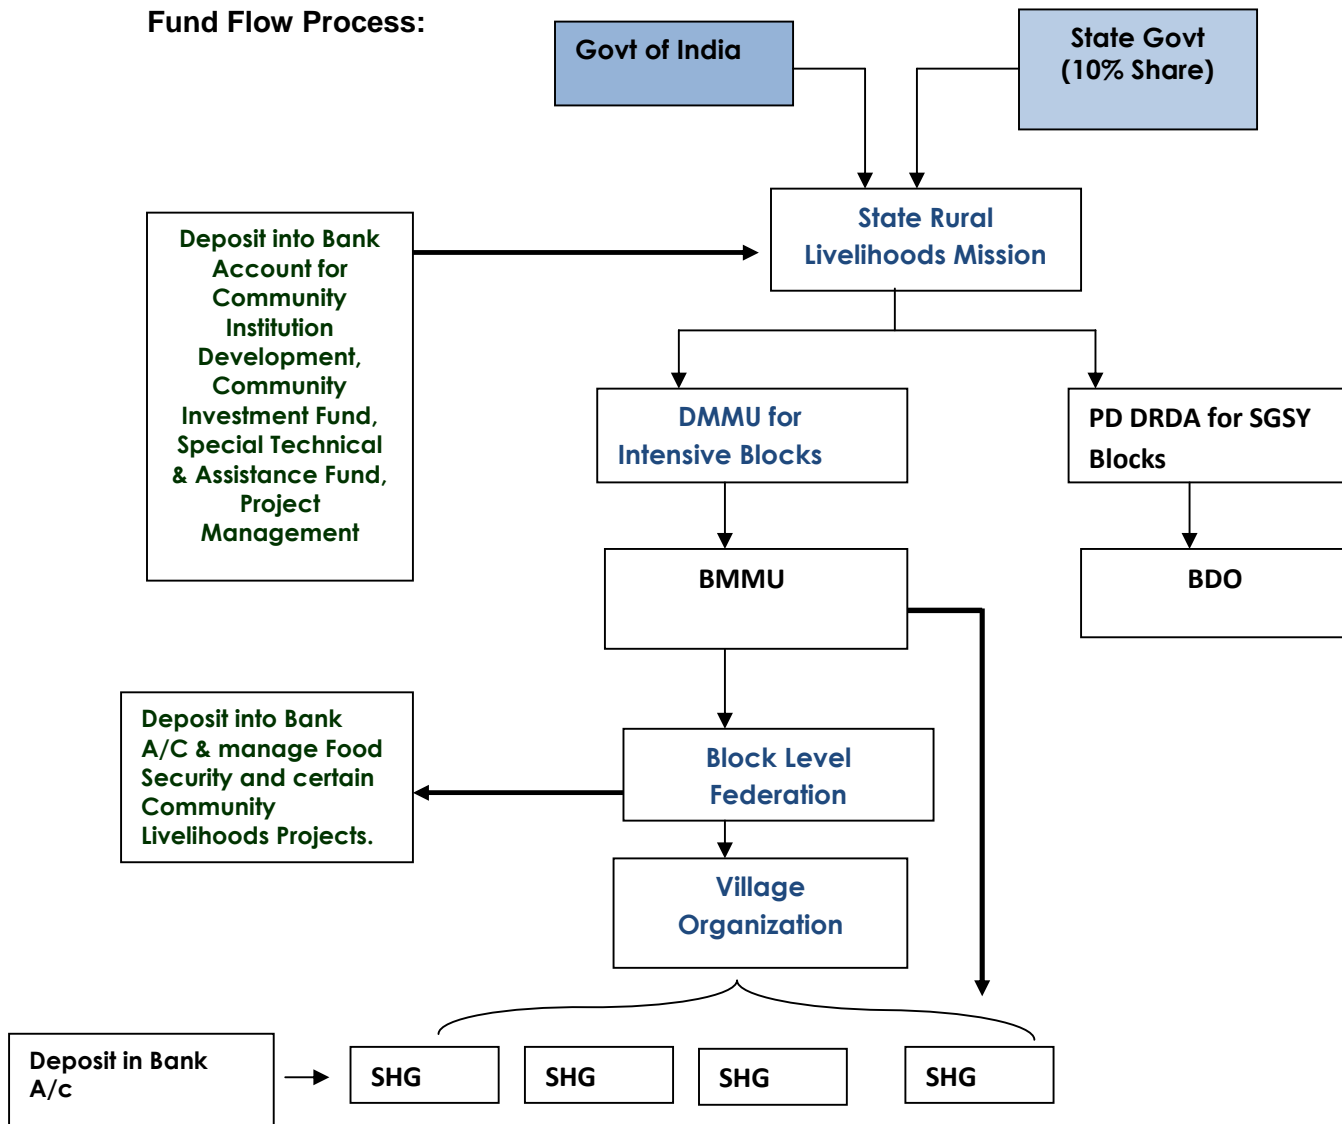 Fund Flow Process:
Govt of India
State Govt
(10% Share)
State Rural
Livelihoods Mission
Deposit into Bank
Account for
Community
Institution
Development,
Community
Investment Fund,
Special Technical
& Assistance Fund,
Project
Management
DMMU for
Intensive Blocks
PD DRDA for SGSY
Blocks
BMMU
BDO
Deposit into Bank
A/C & manage Food
Security and certain
Community
Livelihoods Projects.
Block Level
Federation
Village
Organization
Deposit in Bank
A/c
SHG
SHG
SHG
SHG